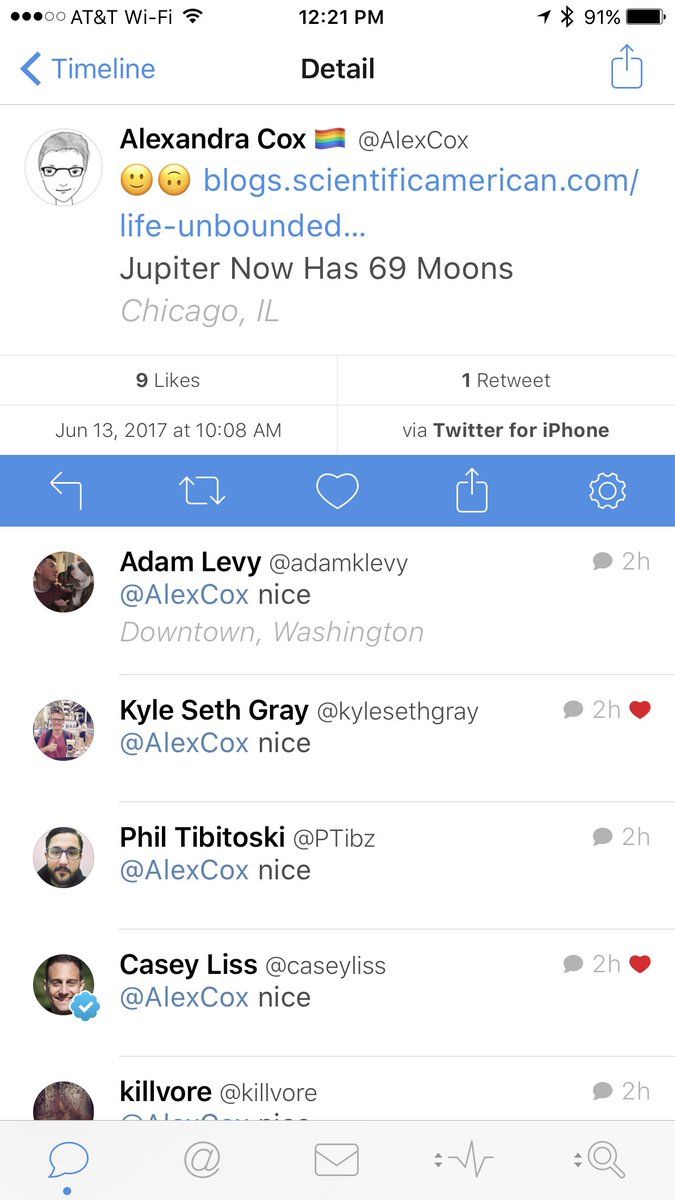 AT&T Wi-Fi 12:21 PM 91%
Timeline Detail
Alexandra Cox @AlexCox
blogs.scientificamerican.com/
life-unbounded...
Jupiter Now Has 69 Moons
Chicago, IL
9 Likes 1 Retweet
Jun 13, 2017 at 10:08 AM via Twitter for iPhone
Adam Levy @adamklevy 2h
@AlexCox nice
Downtown, Washington
Kyle Seth Gray @kylesethgray 2h
@AlexCox nice
Phil Tibitoski @PTibz 2h
@AlexCox nice
Casey Liss @caseyliss 2h
@AlexCox nice
killvore @killvore 2h
@AlexCox nice